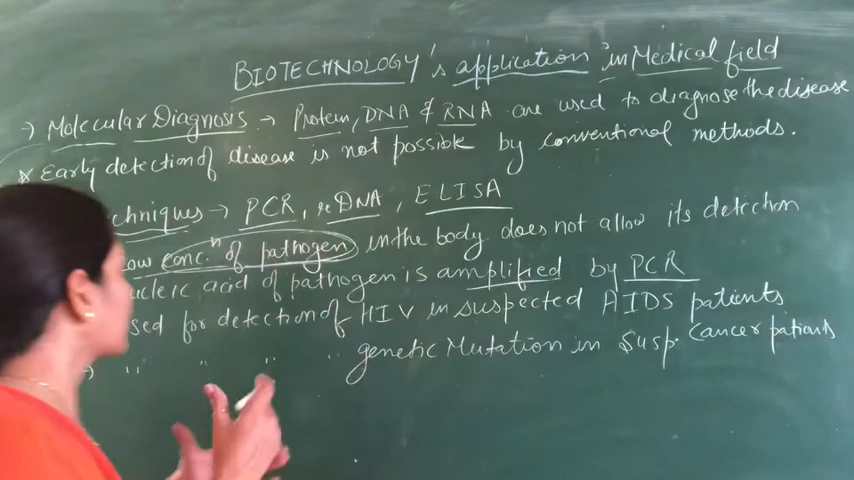 BIOTECHNOLOGY's application in Medical field
→ Molecular Diagnosis → Protein, DNA & RNA are used to diagnose the disease
* Early detection of disease is not possible by conventional methods.
chniques → PCR, rDNA, ELISA
ow concⁿ of pathogen in the body does not allow its detection
ucleic acid of pathogen is amplified by PCR
sed for detection of HIV in suspected AIDS patients
→ " " " " genetic Mutation in Susp. Cancer patients